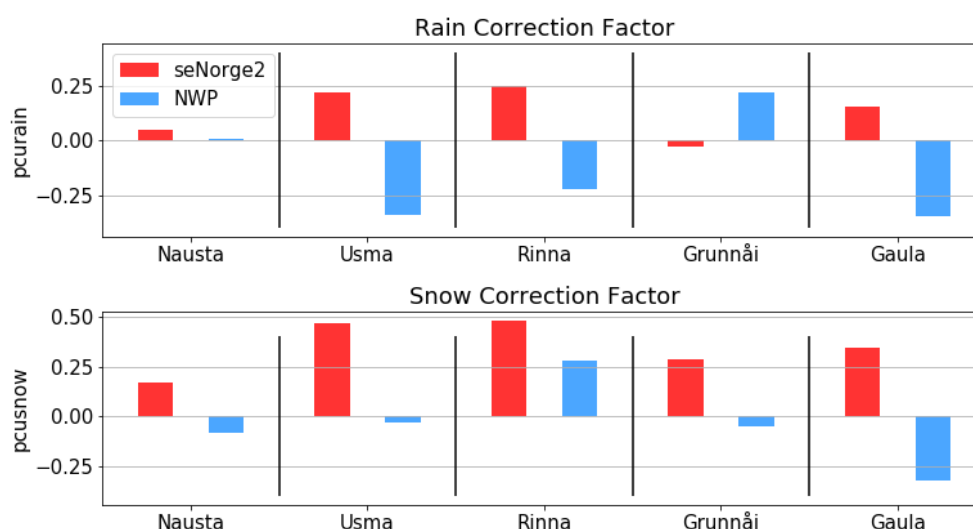 Rain Correction Factor
seNorge2
NWP
0.25
0.00
−0.25
pcurain
Nausta Usma Rinna Grunnåi Gaula
Snow Correction Factor
0.50
0.25
0.00
−0.25
pcusnow
Nausta Usma Rinna Grunnåi Gaula